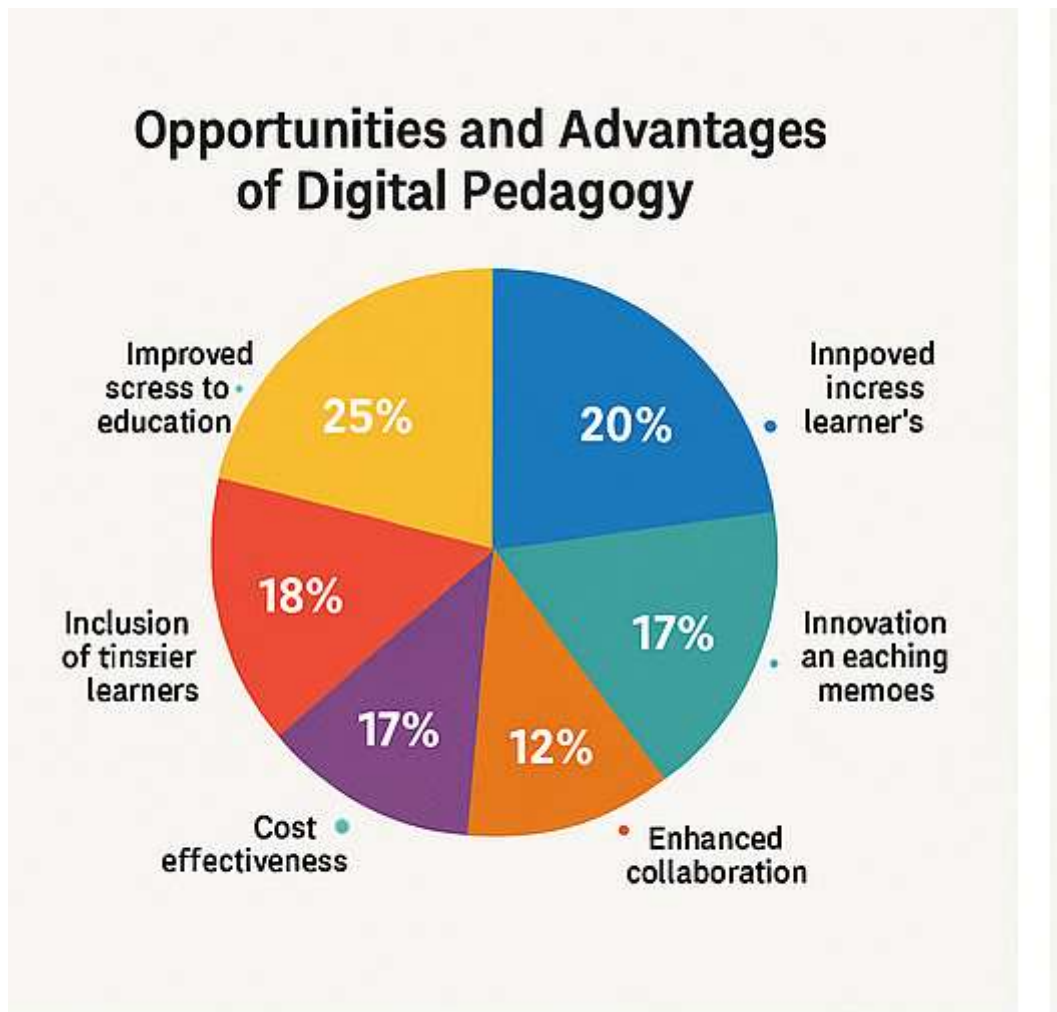 Opportunities and Advantages
of Digital Pedagogy
Improved
scress to
education
25%
20%
Innpoved
incress
learner's
18%
17%
Inclusion
of tinsɛier
learners
Innovation
an eaching
memoes
17%
12%
Cost
effectiveness
Enhanced
collaboration